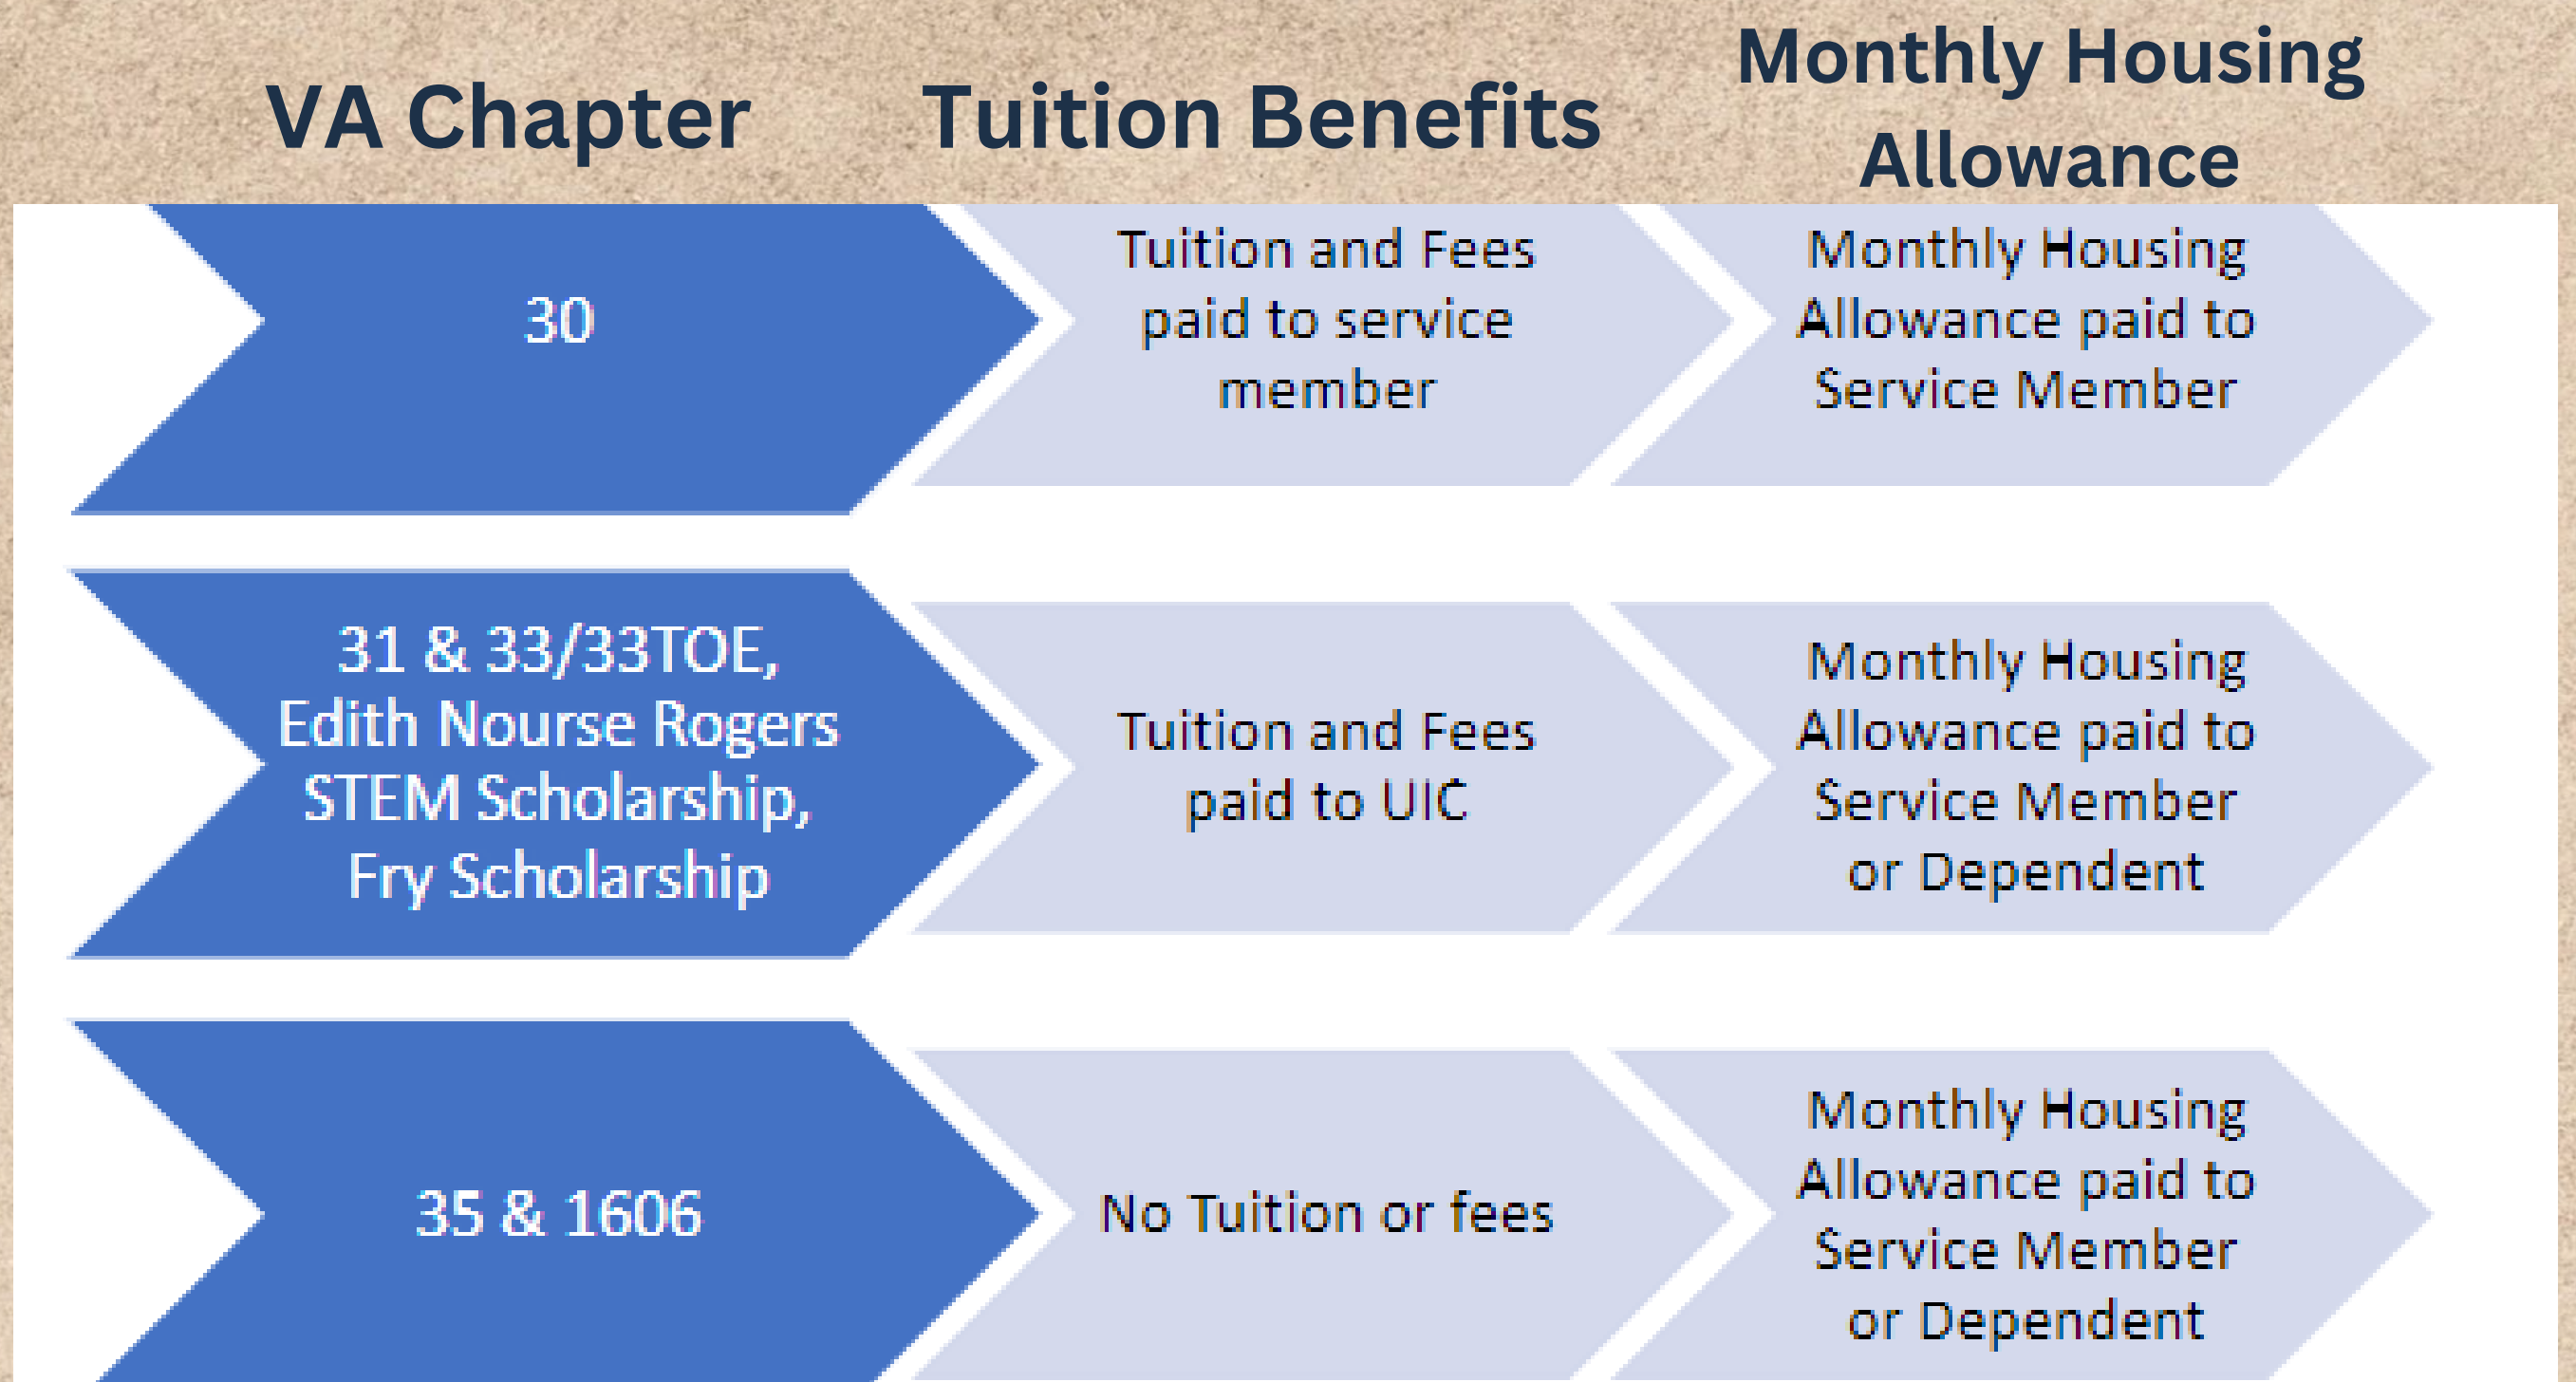 VA Chapter
Tuition Benefits
Monthly Housing
Allowance
30
Tuition and Fees
paid to service
member
Monthly Housing
Allowance paid to
Service Member
31 & 33/33TOE,
Edith Nourse Rogers
STEM Scholarship,
Fry Scholarship
Tuition and Fees
paid to UIC
Monthly Housing
Allowance paid to
Service Member
or Dependent
35 & 1606
No Tuition or fees
Monthly Housing
Allowance paid to
Service Member
or Dependent